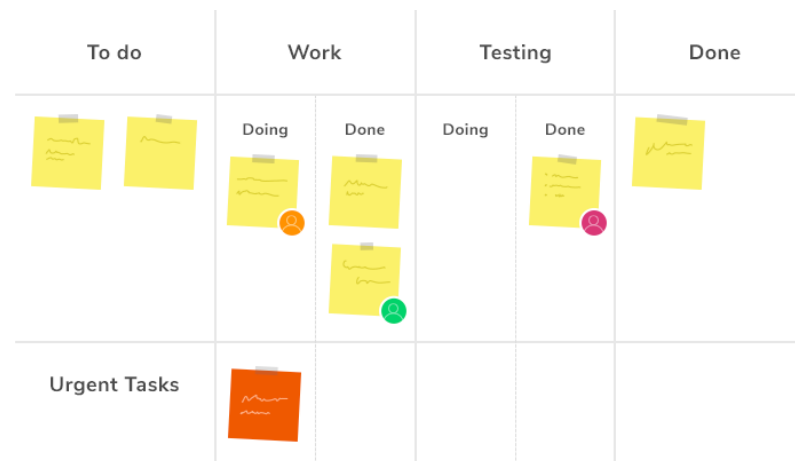 To do
Work
Testing
Done
Doing
Done
Doing
Done
Urgent Tasks